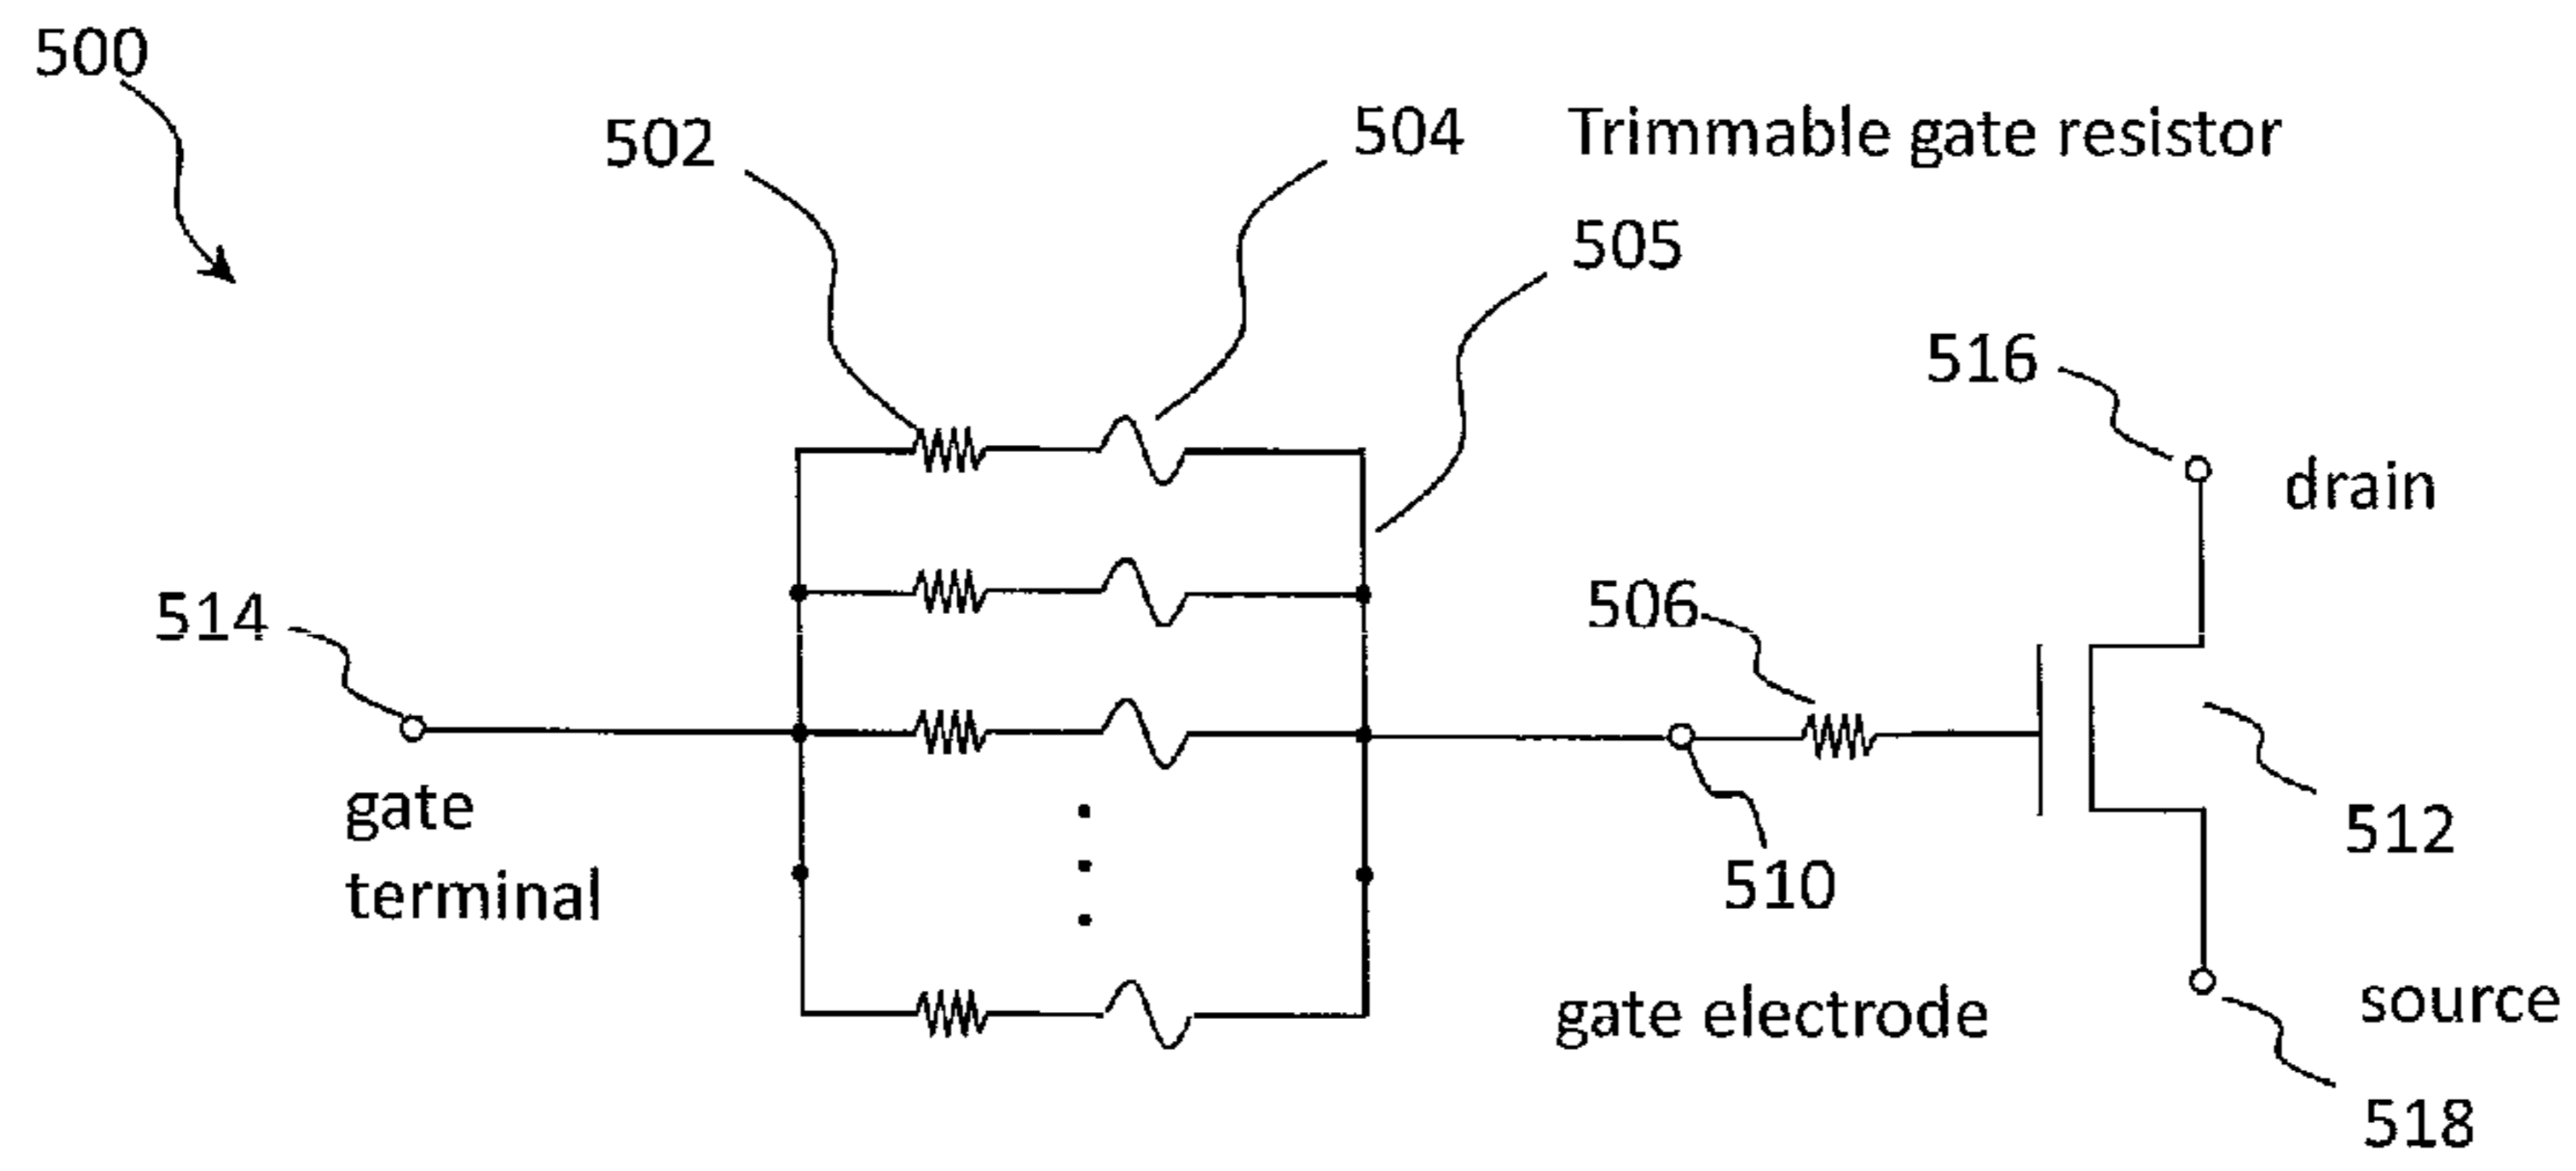 500
502
504 Trimmable gate resistor
505
516
drain
514
506
gate
terminal
512
510
gate electrode
source
518